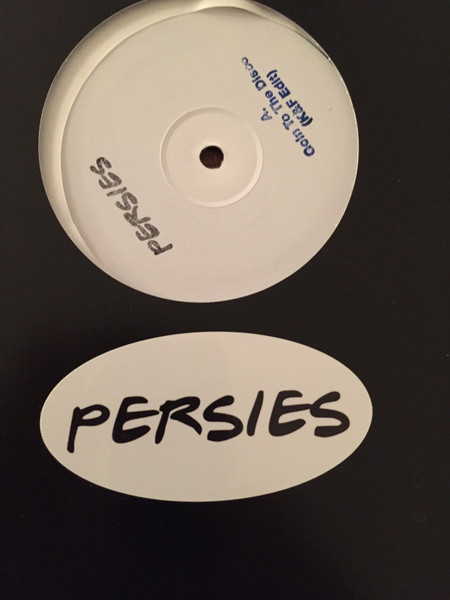 A.
Goin To The Disco
(K&F Edit)
PERSIES
PERSIES